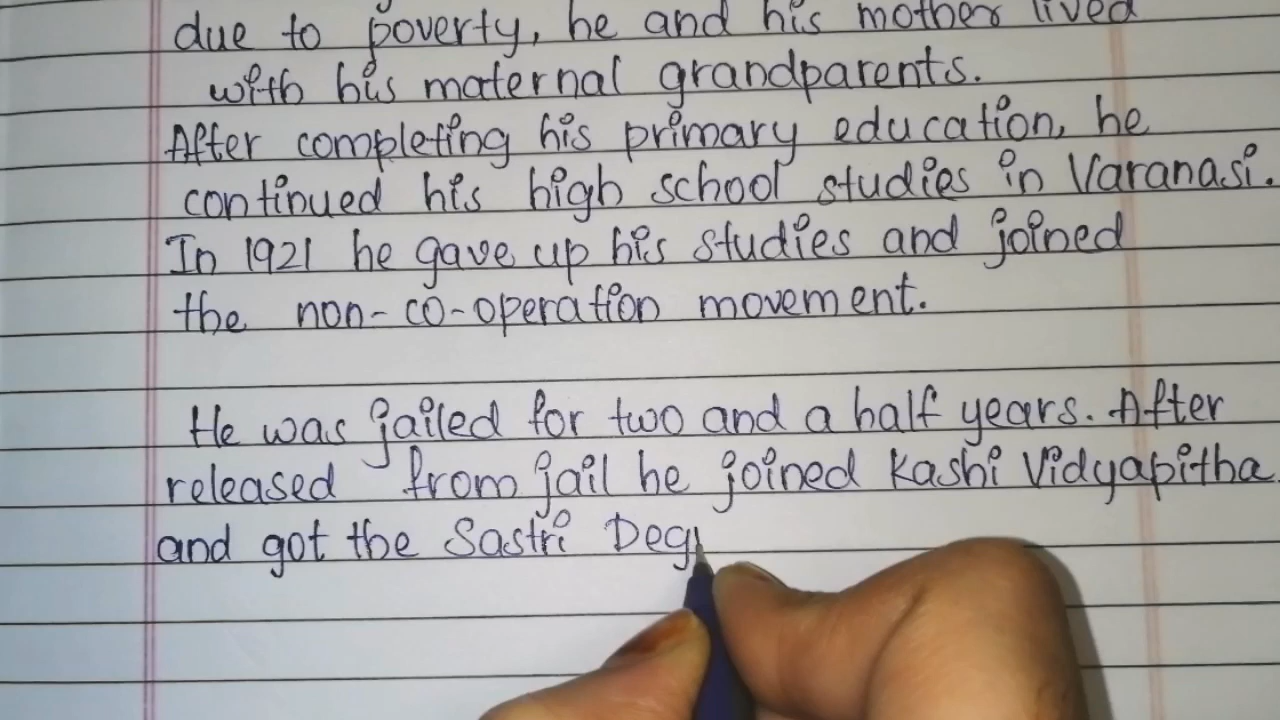 due to poverty, he and his mother lived
with his maternal grandparents.
After completing his primary education, he
continued his high school studies in Varanasi.
In 1921 he gave up his studies and joined
the non-co-operation movement.
He was jailed for two and a half years. After
released from jail he joined Kashi Vidyapitha
and got the Sastri Deg